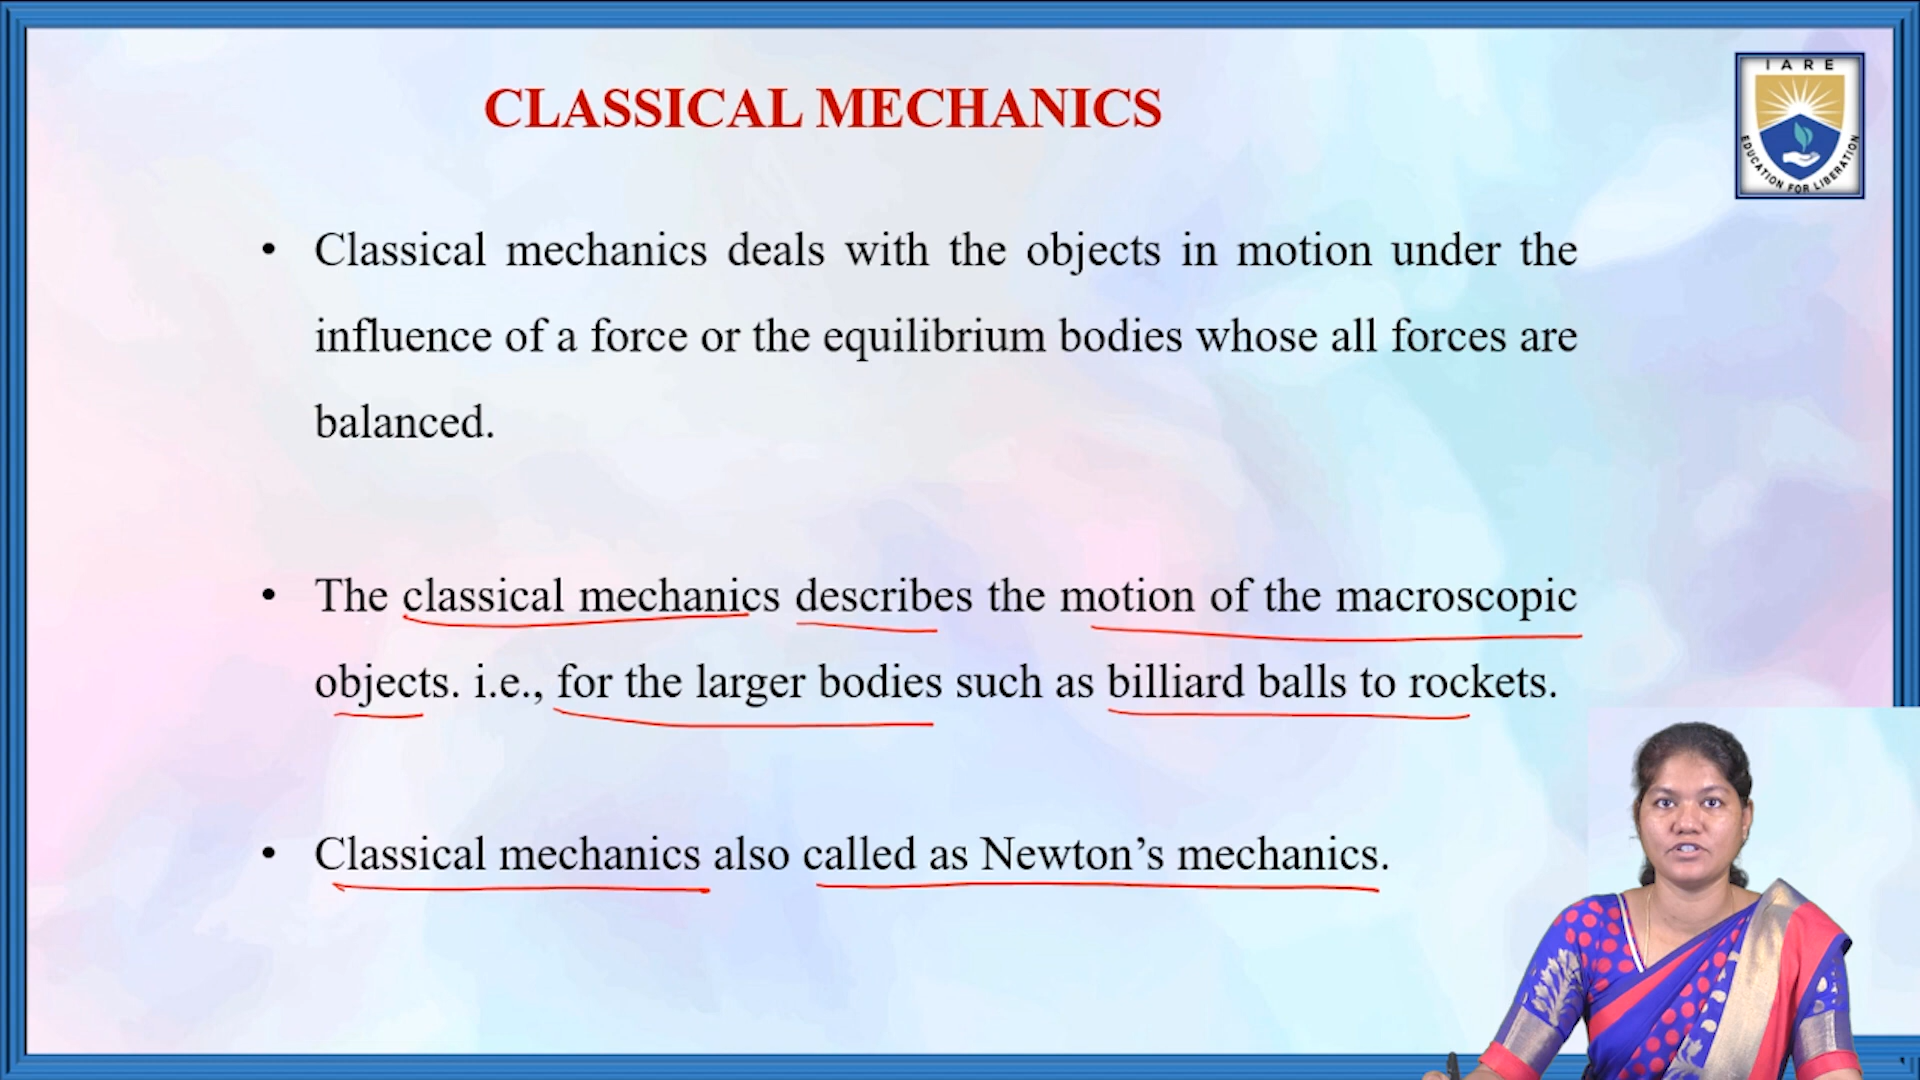 IARE
EDUCATION FOR LIBERATION
CLASSICAL MECHANICS
• Classical mechanics deals with the objects in motion under the
influence of a force or the equilibrium bodies whose all forces are
balanced.
• The classical mechanics describes the motion of the macroscopic
objects. i.e., for the larger bodies such as billiard balls to rockets.
• Classical mechanics also called as Newton’s mechanics.